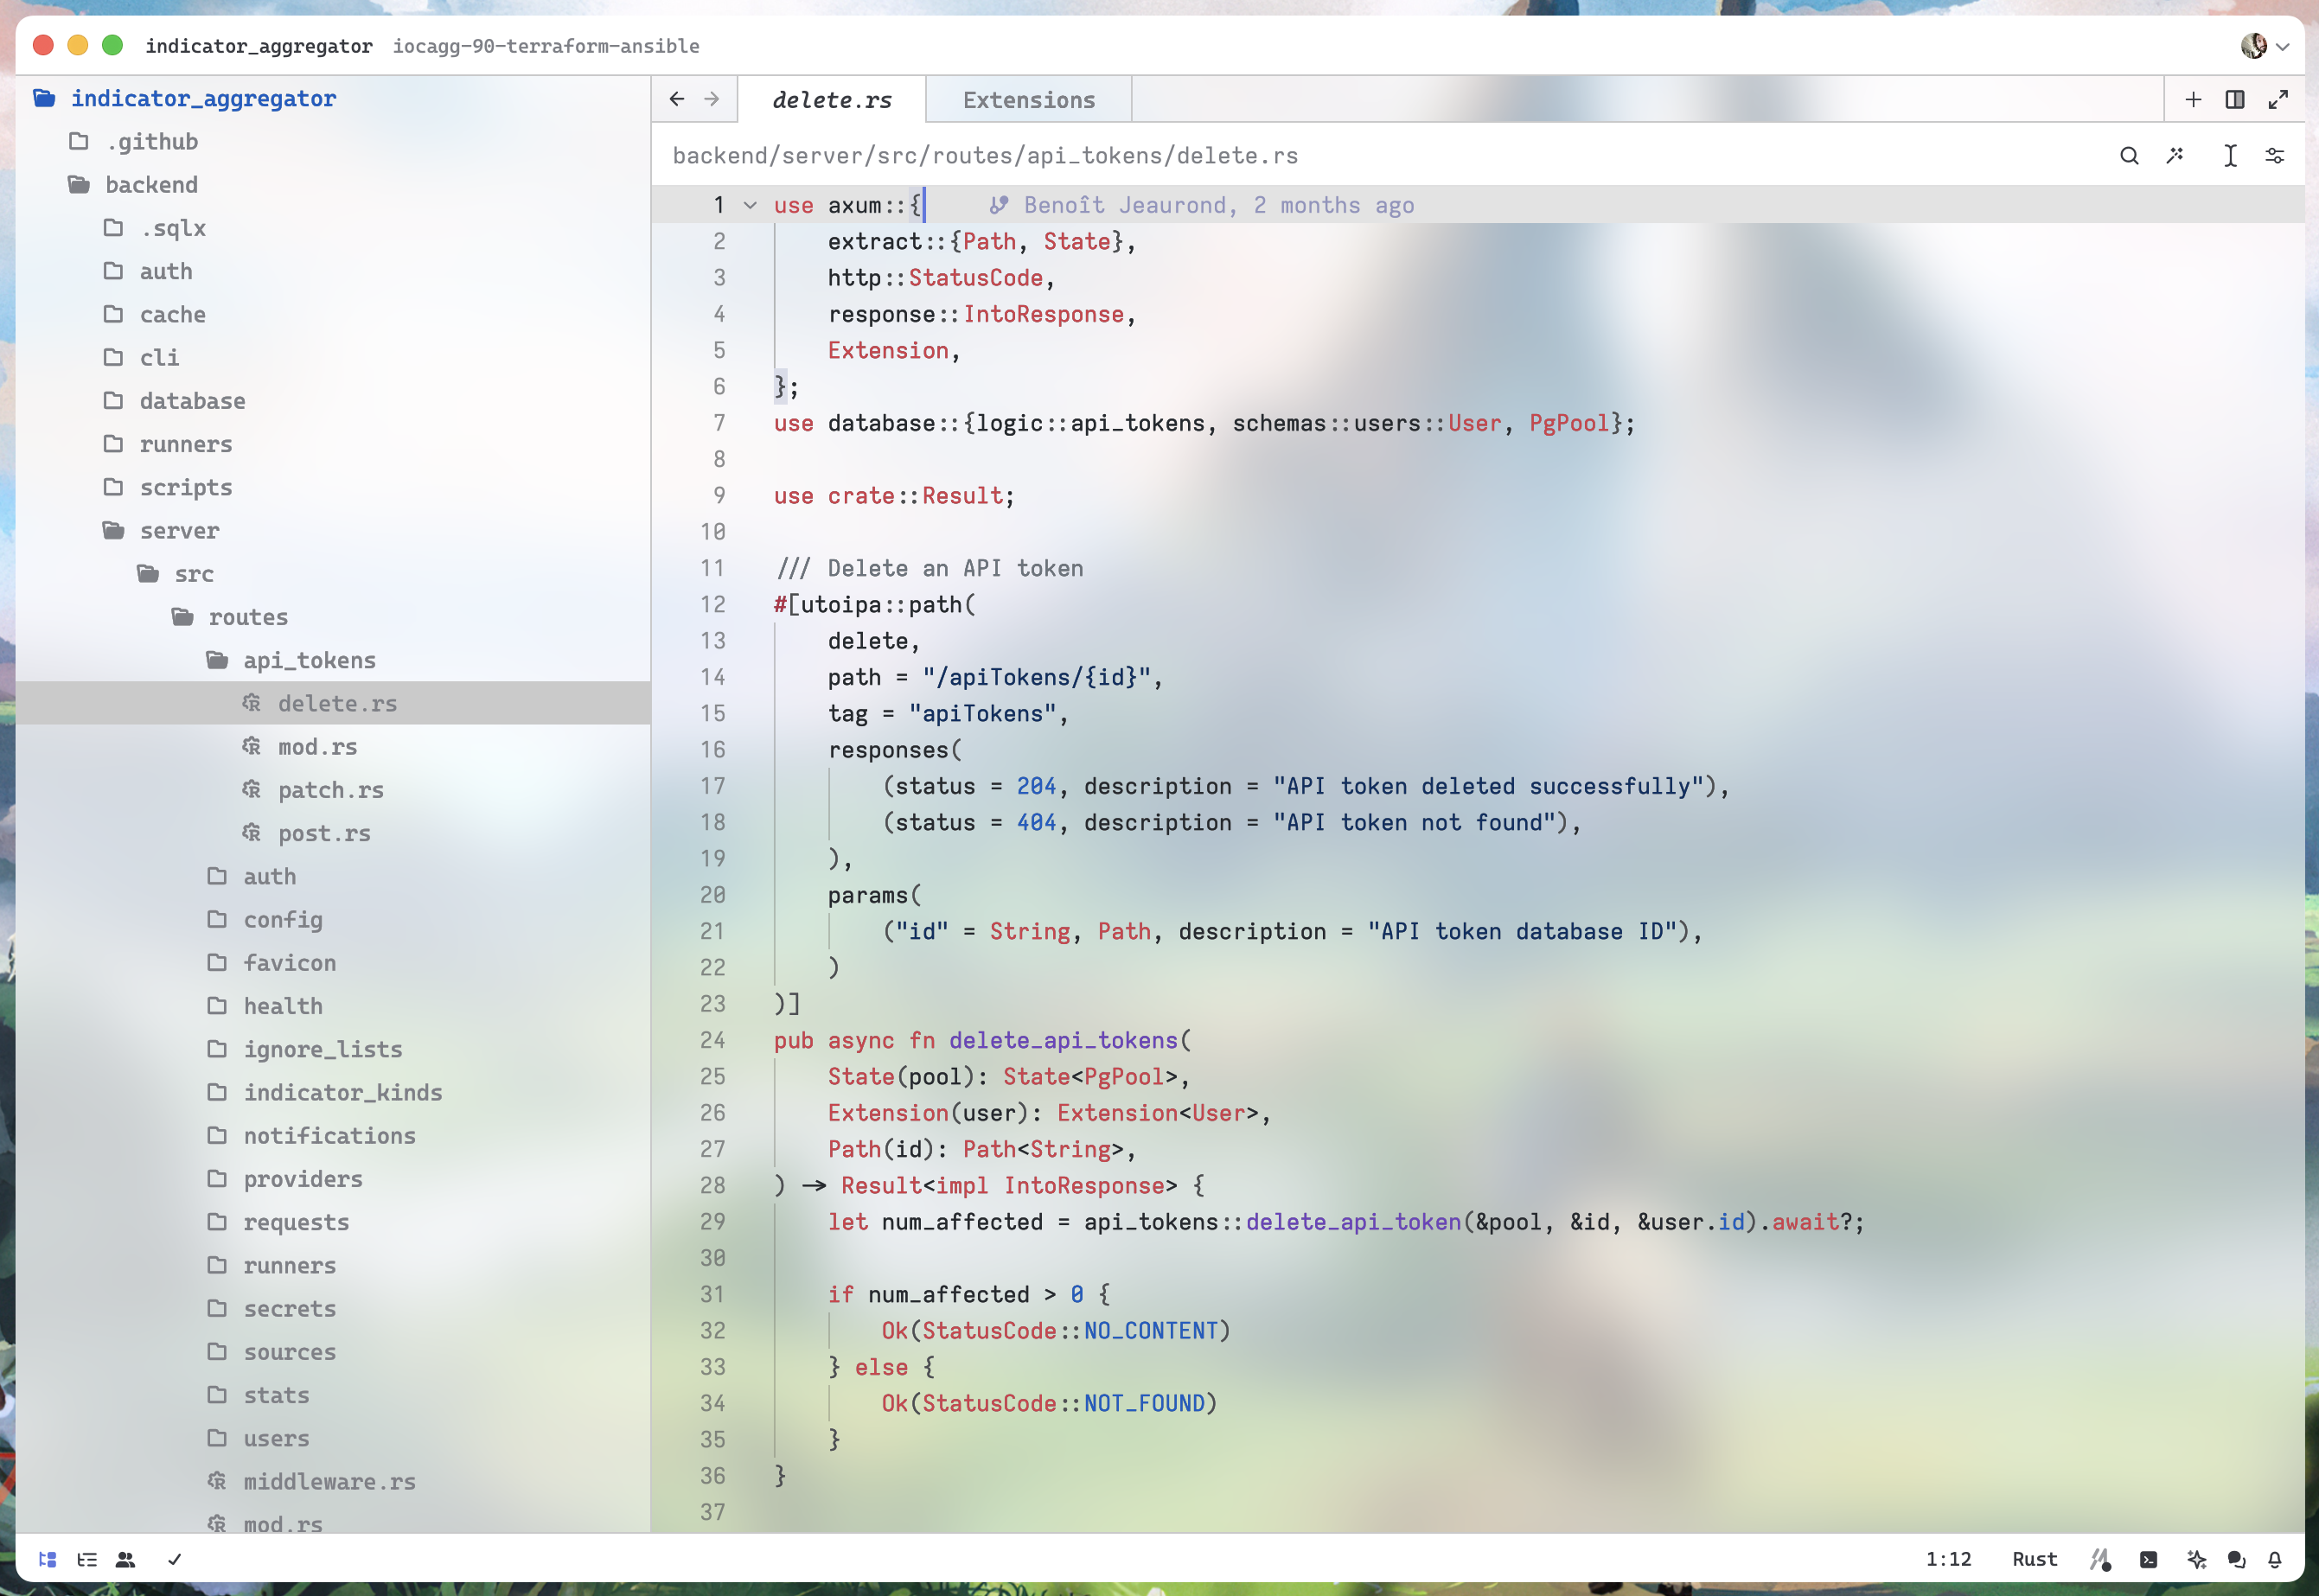 indicator_aggregator iocagg-90-terraform-ansible
indicator_aggregator
.github
backend
.sqlx
auth
cache
cli
database
runners
scripts
server
src
routes
api_tokens
delete.rs
mod.rs
patch.rs
post.rs
auth
config
favicon
health
ignore_lists
indicator_kinds
notifications
providers
requests
runners
secrets
sources
stats
users
middleware.rs
mod.rs
delete.rs Extensions
backend/server/src/routes/api_tokens/delete.rs
1 use axum::{ Benoît Jeaurond, 2 months ago
2 extract::{Path, State},
3 http::StatusCode,
4 response::IntoResponse,
5 Extension,
6 };
7 use database::{logic::api_tokens, schemas::users::User, PgPool};
8
9 use crate::Result;
10
11 /// Delete an API token
12 #[utoipa::path(
13 delete,
14 path = "/apiTokens/{id}",
15 tag = "apiTokens",
16 responses(
17 (status = 204, description = "API token deleted successfully"),
18 (status = 404, description = "API token not found"),
19 ),
20 params(
21 ("id" = String, Path, description = "API token database ID"),
22 )
23 )]
24 pub async fn delete_api_tokens(
25 State(pool): State<PgPool>,
26 Extension(user): Extension<User>,
27 Path(id): Path<String>,
28 ) -> Result<impl IntoResponse> {
29 let num_affected = api_tokens::delete_api_token(&pool, &id, &user.id).await?;
30
31 if num_affected > 0 {
32 Ok(StatusCode::NO_CONTENT)
33 } else {
34 Ok(StatusCode::NOT_FOUND)
35 }
36 }
37
1:12 Rust